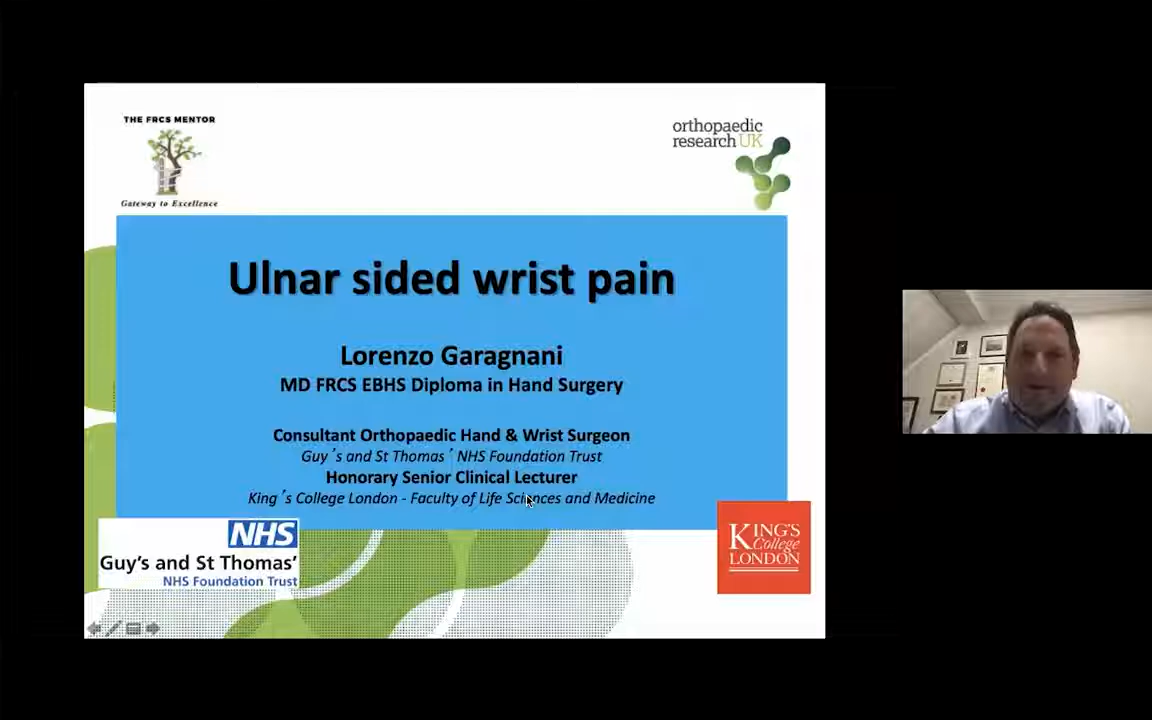 THE FRCS MENTOR
Gateway to Excellence
orthopaedic
research UK
Ulnar sided wrist pain
Lorenzo Garagnani
MD FRCS EBHS Diploma in Hand Surgery
Consultant Orthopaedic Hand & Wrist Surgeon
Guy´s and St Thomas´ NHS Foundation Trust
Honorary Senior Clinical Lecturer
King´s College London - Faculty of Life Sciences and Medicine
NHS
Guy's and St Thomas'
NHS Foundation Trust
KING'S
College
LONDON